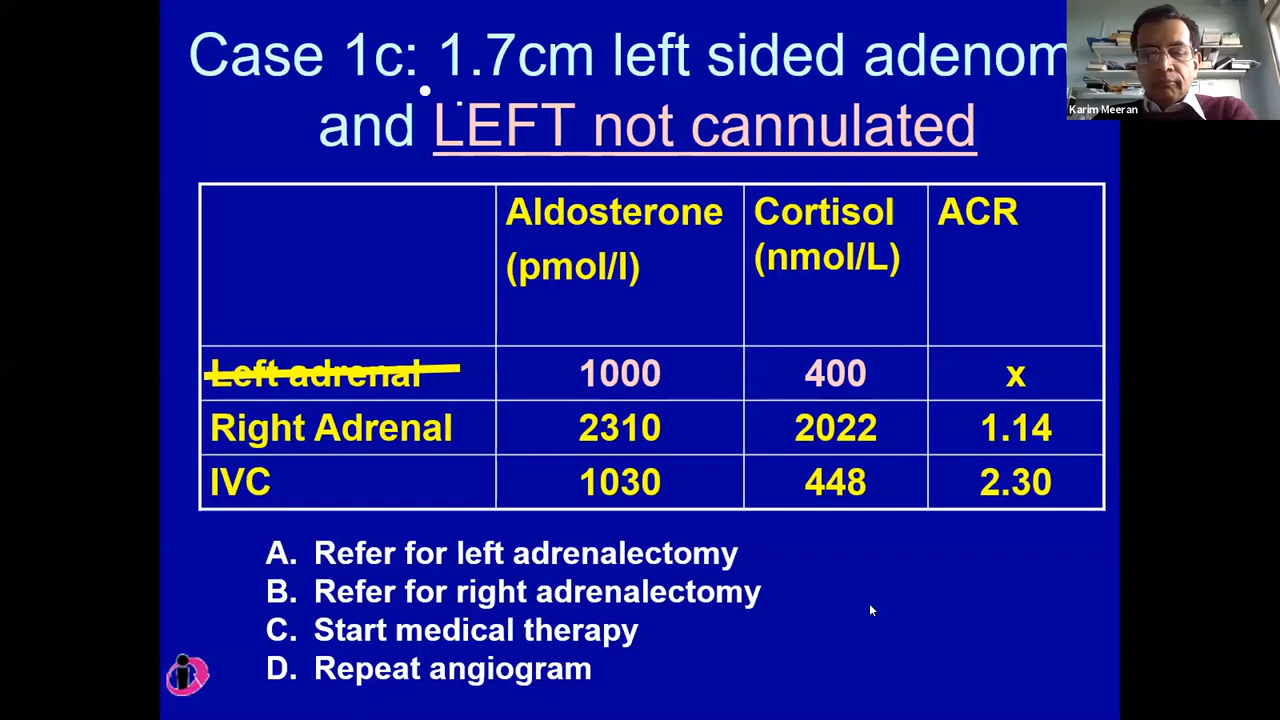 Case 1c: 1.7cm left sided adenom
and LEFT not cannulated
Karim Meeran
Aldosterone (pmol/l) Cortisol (nmol/L) ACR
Left adrenal 1000 400 x
Right Adrenal 2310 2022 1.14
IVC 1030 448 2.30
A. Refer for left adrenalectomy
B. Refer for right adrenalectomy
C. Start medical therapy
D. Repeat angiogram